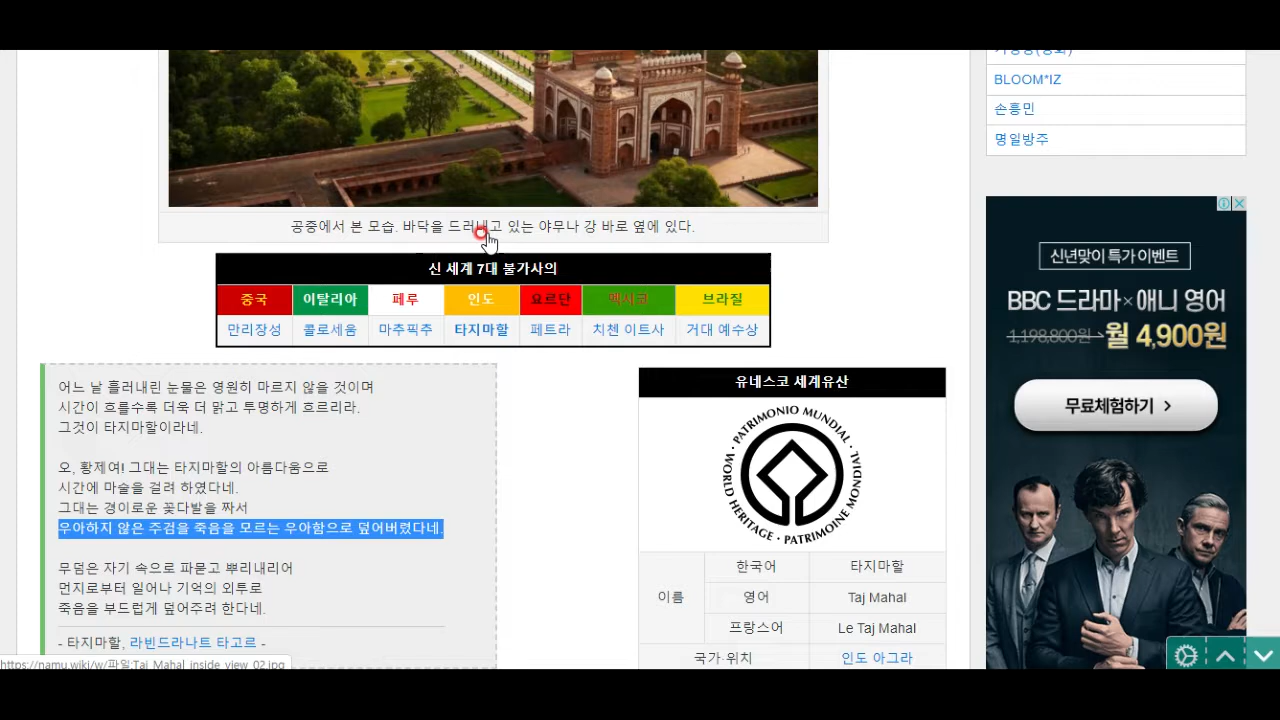 BLOOM*IZ
손흥민
명일방주
공중에서 본 모습. 바닥을 드러내고 있는 야무나 강 바로 옆에 있다.
신 세계 7대 불가사의
중국 이탈리아 페루 인도 요르단 멕시코 브라질
만리장성 콜로세움 마추픽추 타지마할 페트라 치첸 이트사 거대 예수상
어느 날 흘러내린 눈물은 영원히 마르지 않을 것이며
시간이 흐를수록 더욱 더 맑고 투명하게 흐르리라.
그것이 타지마할이라네.
오, 황제여! 그대는 타지마할의 아름다움으로
시간에 마술을 걸려 하였다네.
그대는 경이로운 꽃다발을 짜서
우아하지 않은 주검을 죽음을 모르는 우아함으로 덮어버렸다네.
무덤은 자기 속으로 파묻고 뿌리내리어
먼지로부터 일어나 기억의 외투로
죽음을 부드럽게 덮어주려 한다네.
- 타지마할, 라빈드라나트 타고르 -
https://namu.wiki/w/파일:Taj_Mahal_inside_view_02.jpg
유네스코 세계유산
PATRIMONIO MUNDIAL · WORLD HERITAGE · PATRIMOINE MONDIAL ·
이름
한국어 타지마할
영어 Taj Mahal
프랑스어 Le Taj Mahal
국가·위치 인도 아그라
신년맞이 특가 이벤트
BBC 드라마×애니 영어
1,198,800원 월 4,900원
무료체험하기 >